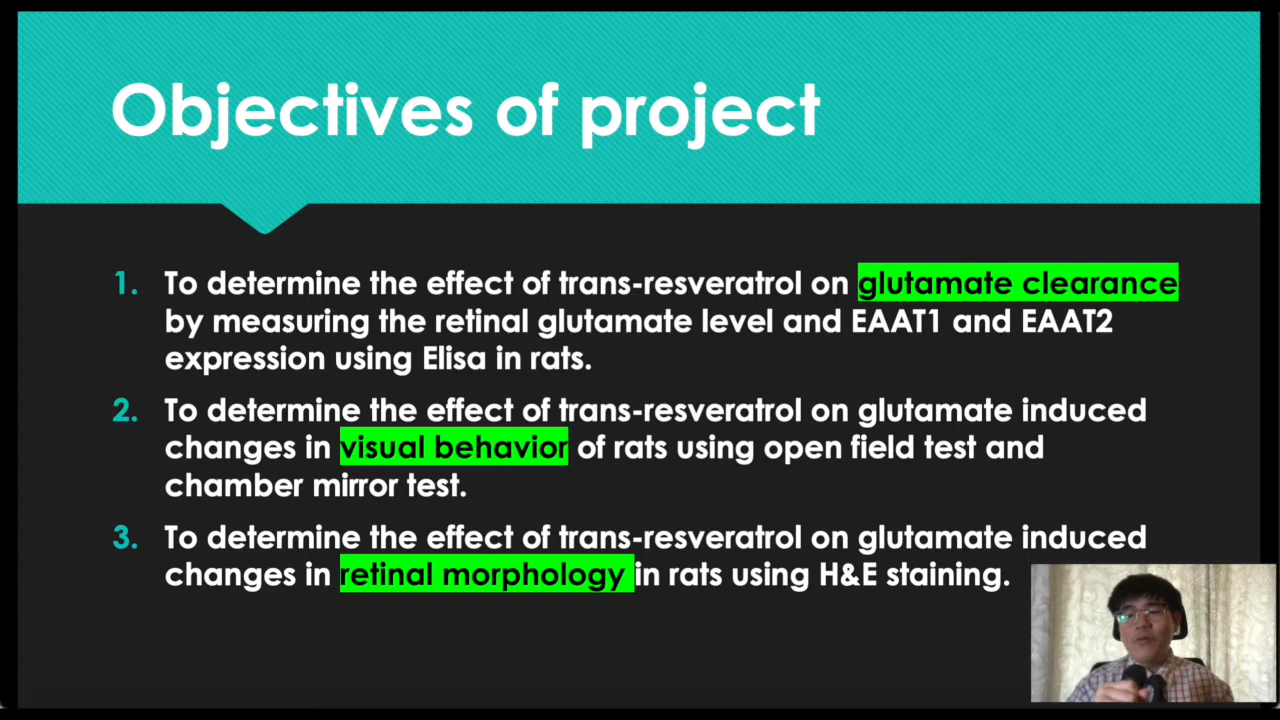 Objectives of project
1. To determine the effect of trans-resveratrol on glutamate clearance
by measuring the retinal glutamate level and EAAT1 and EAAT2
expression using Elisa in rats.
2. To determine the effect of trans-resveratrol on glutamate induced
changes in visual behavior of rats using open field test and
chamber mirror test.
3. To determine the effect of trans-resveratrol on glutamate induced
changes in retinal morphology in rats using H&E staining.